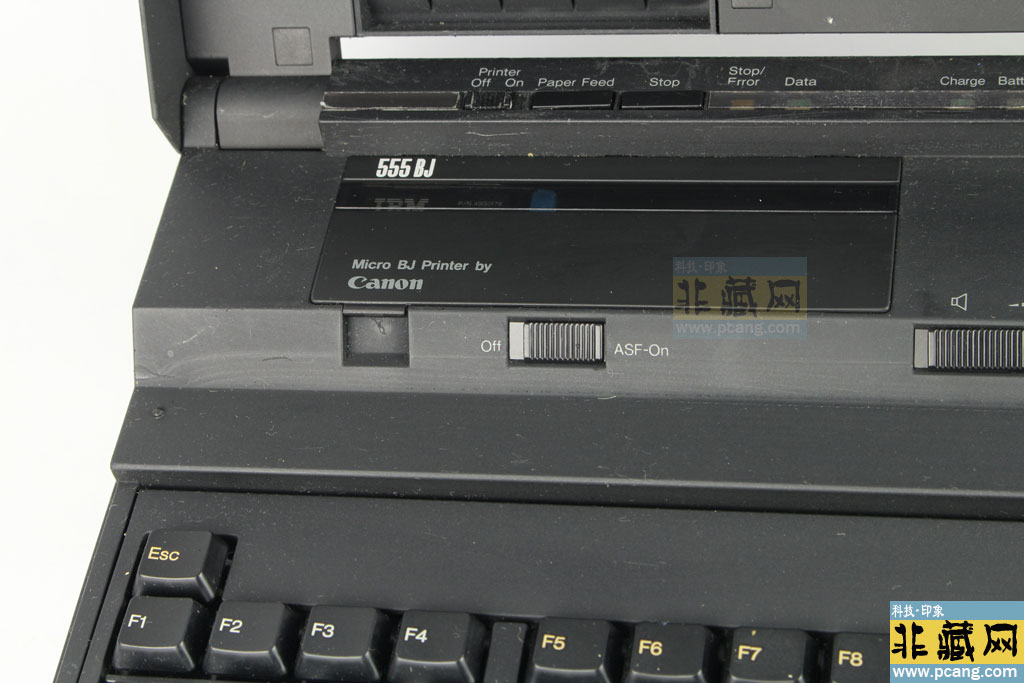 Printer
Off On
Paper Feed
Stop
Stop/
Error
Data
Charge
Batt
555 BJ
IBM
Micro BJ Printer by
Canon
科技·印象
非藏网
www.pcang.com
Off
ASF-On
Esc
F1
F2
F3
F4
F5
F6
F7
F8
科技·印象
非藏网
www.pcang.com